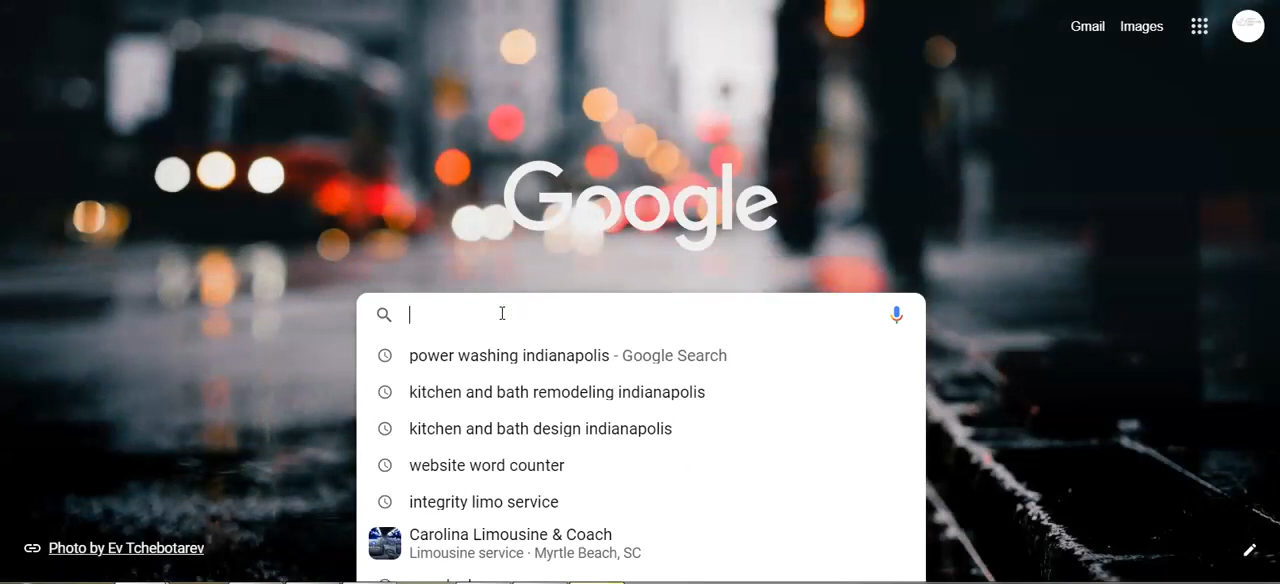 Gmail Images
Google
power washing indianapolis - Google Search
kitchen and bath remodeling indianapolis
kitchen and bath design indianapolis
website word counter
integrity limo service
Carolina Limousine & Coach
Limousine service · Myrtle Beach, SC
Photo by Ev Tchebotarev